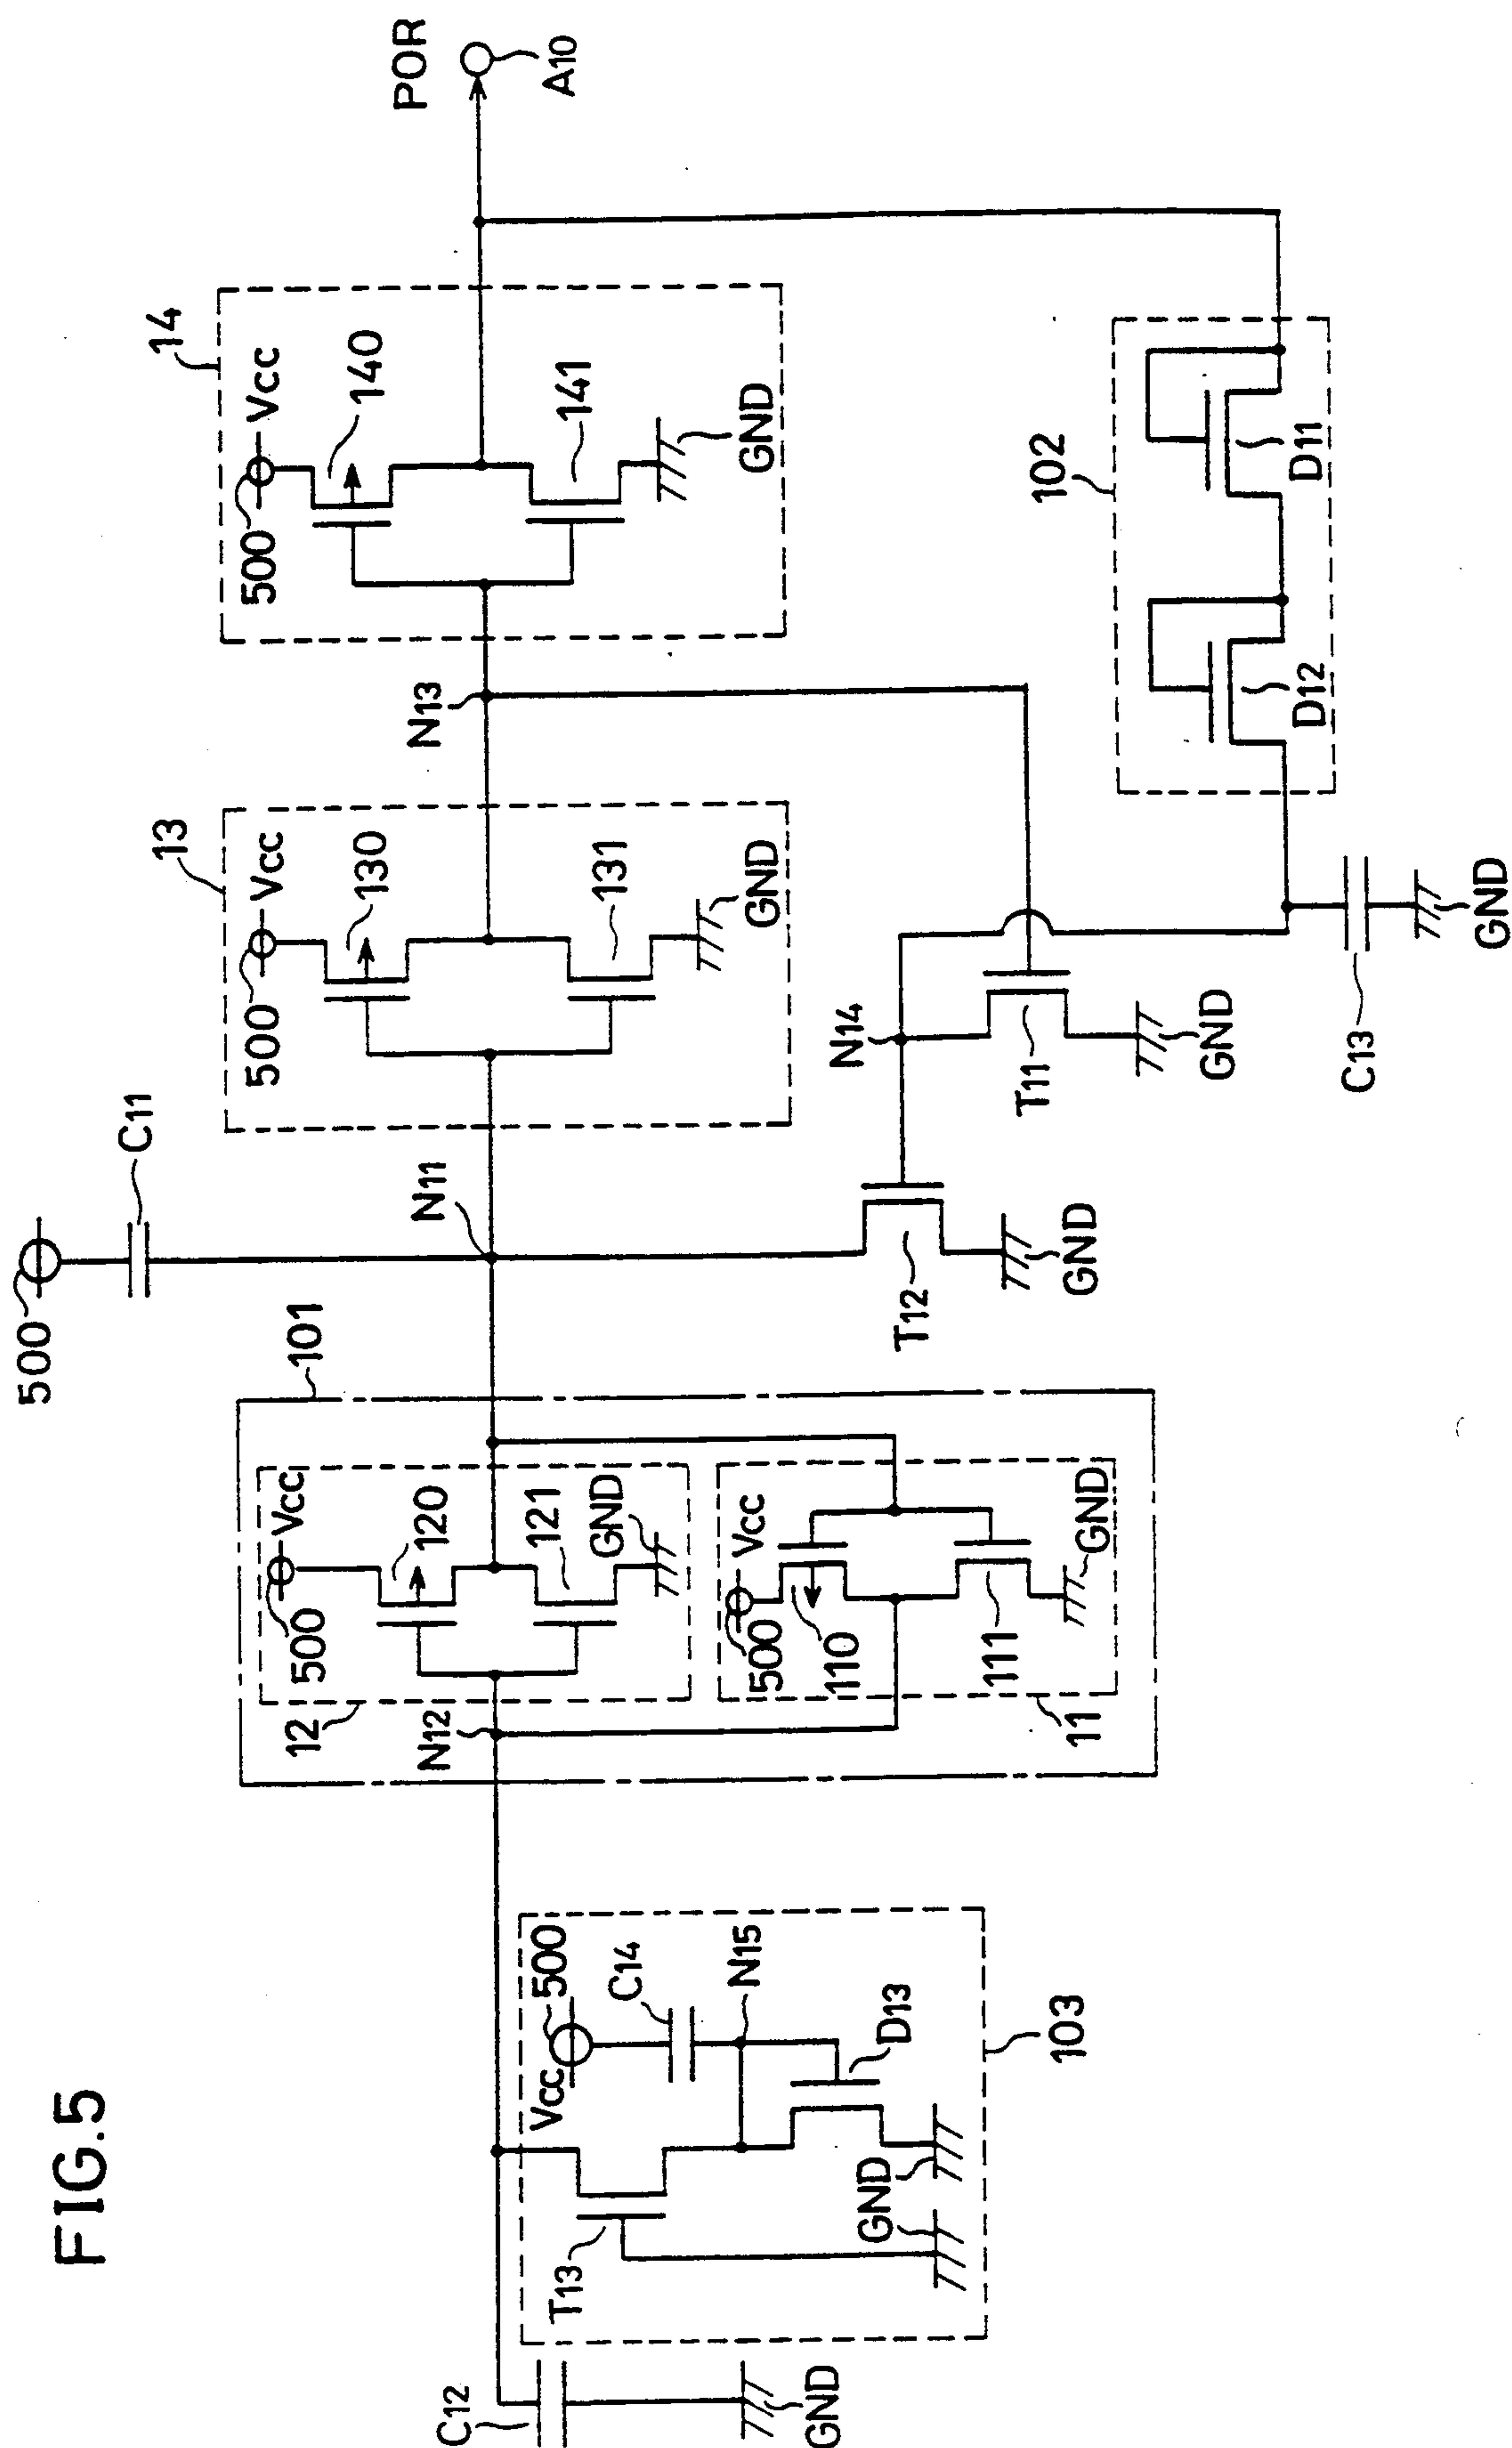 FIG.5
POR
A10
14
500
Vcc
140
141
GND
N13
102
D11
D12
13
500
Vcc
130
131
GND
N14
T11
GND
C13
GND
500
C11
N11
T12
GND
101
500
Vcc
120
121
GND
12
N12
500
Vcc
110
111
GND
11
103
Vcc
500
C14
N15
D13
T13
GND
C12
GND